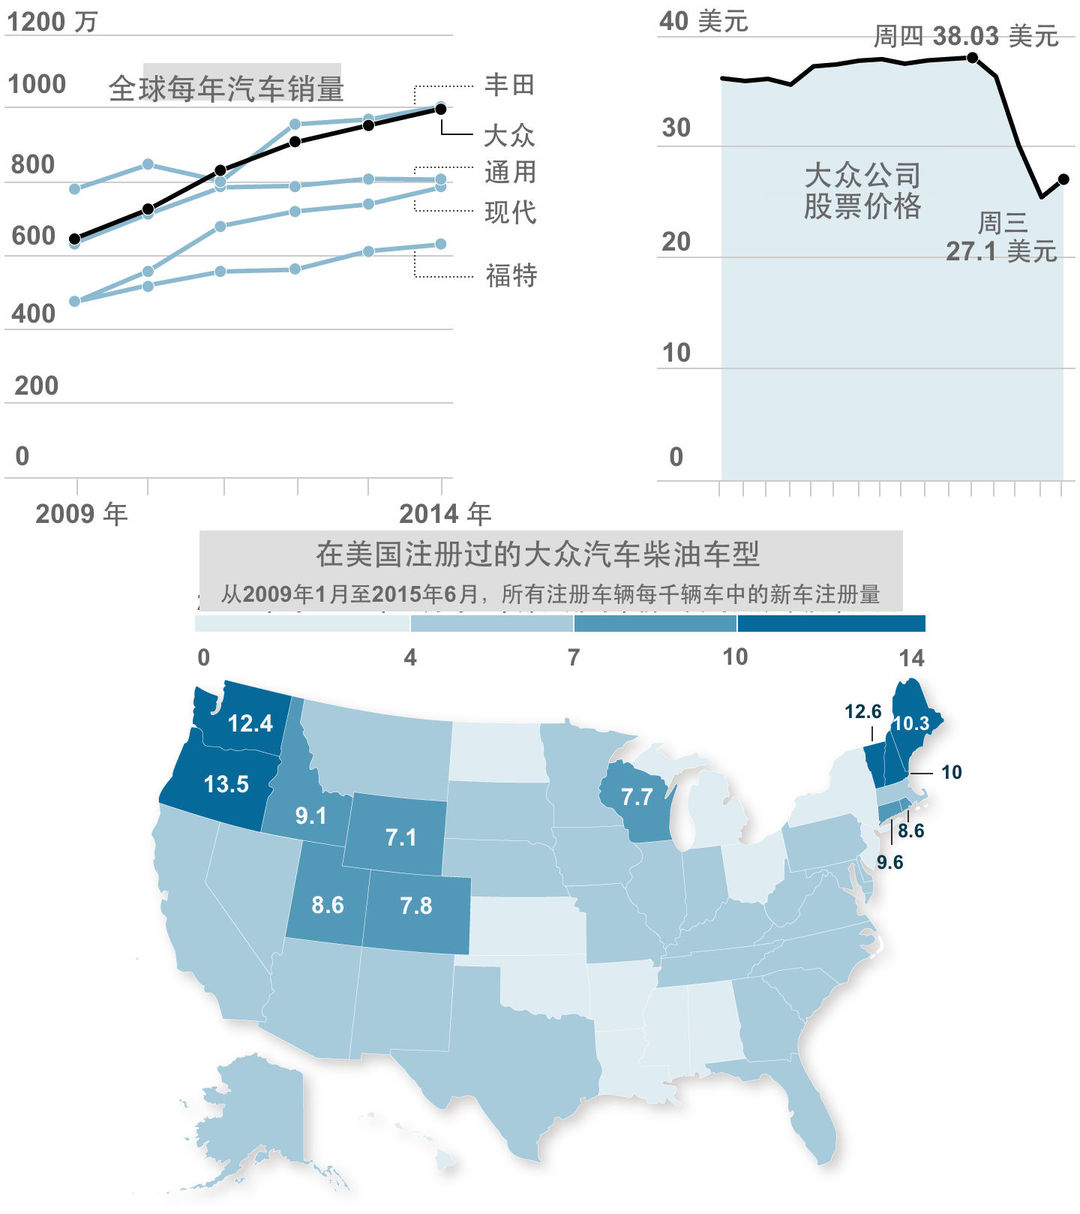 1200 万
1000
全球每年汽车销量
800
600
400
200
0
2009 年
2014 年
丰田
大众
通用
现代
福特
40 美元
周四 38.03 美元
30
大众公司
股票价格
周三
27.1 美元
20
10
0
在美国注册过的大众汽车柴油车型
从2009年1月至2015年6月，所有注册车辆每千辆车中的新车注册量
0 4 7 10 14
12.4
13.5
9.1
7.1
8.6
7.8
7.7
12.6
10.3
10
8.6
9.6